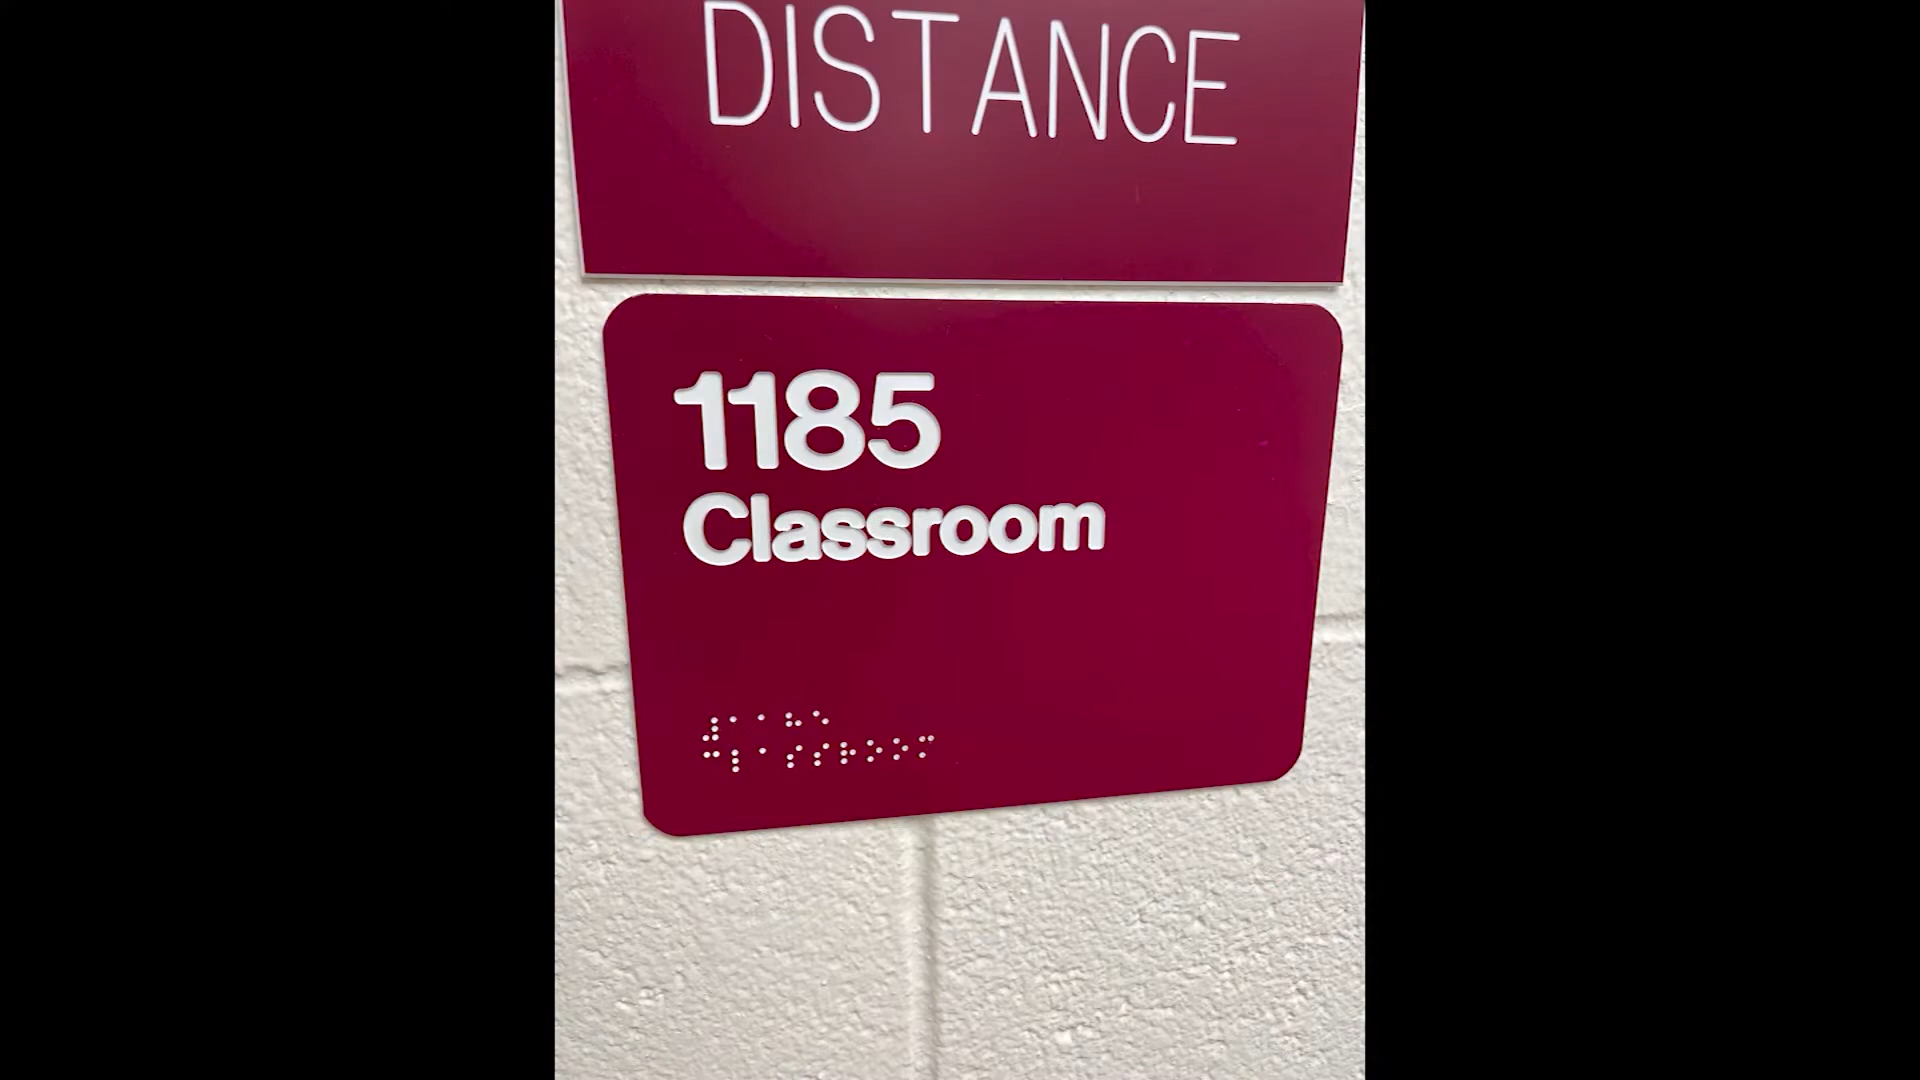 DISTANCE
1185
Classroom
⠼⠁⠁⠓⠑
⠠⠉⠇⠁⠎⠎⠗⠕⠕⠍